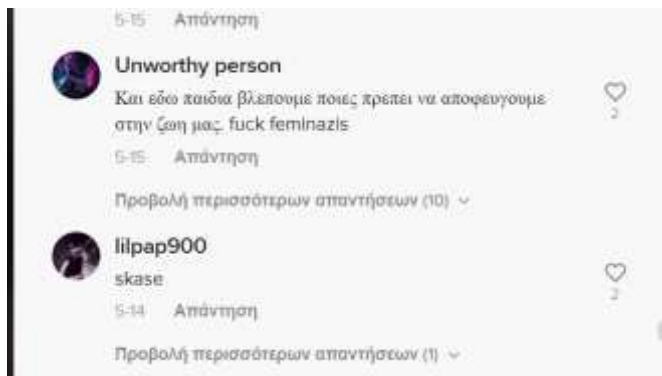 5-15 Απάντηση
Unworthy person
Και εδω παιδια βλεπουμε ποιες πρεπει να αποφευγουμε
στην ζωη μας. fuck feminazis
2
5-15 Απάντηση
Προβολή περισσότερων απαντήσεων (10)
lilpap900
skase
2
5-14 Απάντηση
Προβολή περισσότερων απαντήσεων (1)